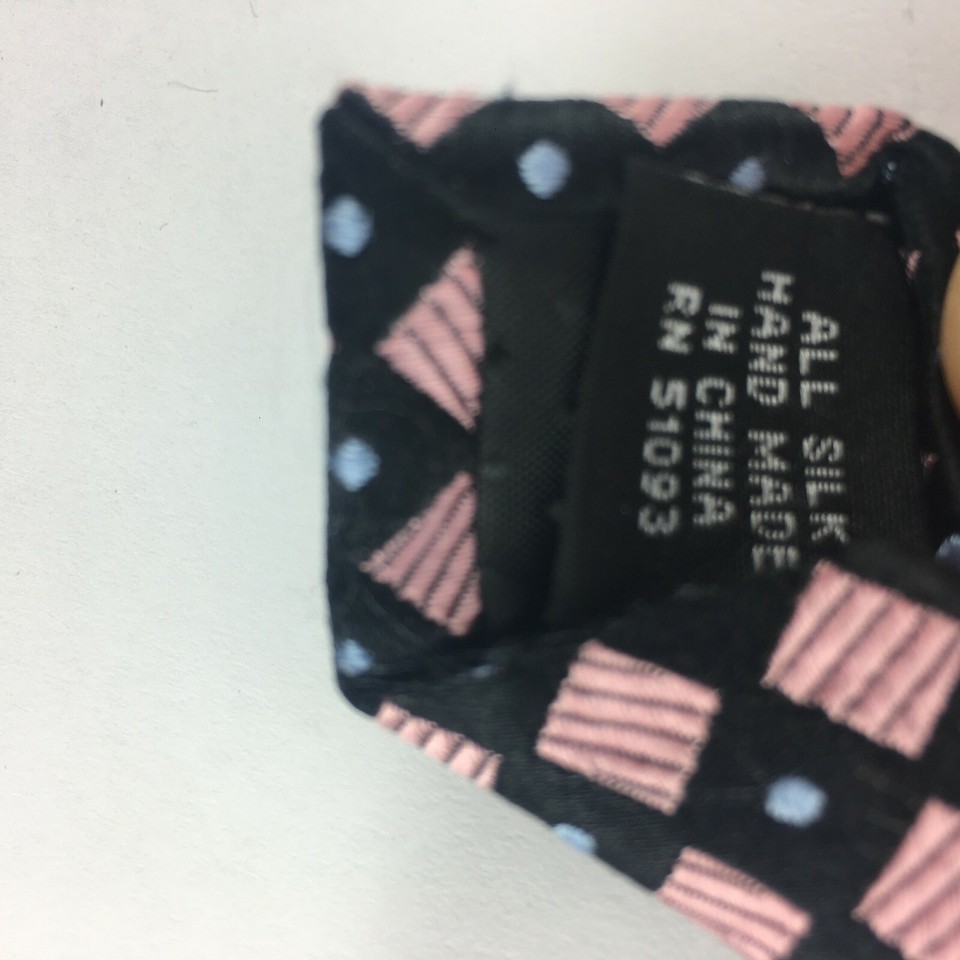 ALL SILK
HAND MADE
IN CHINA
RN 51093